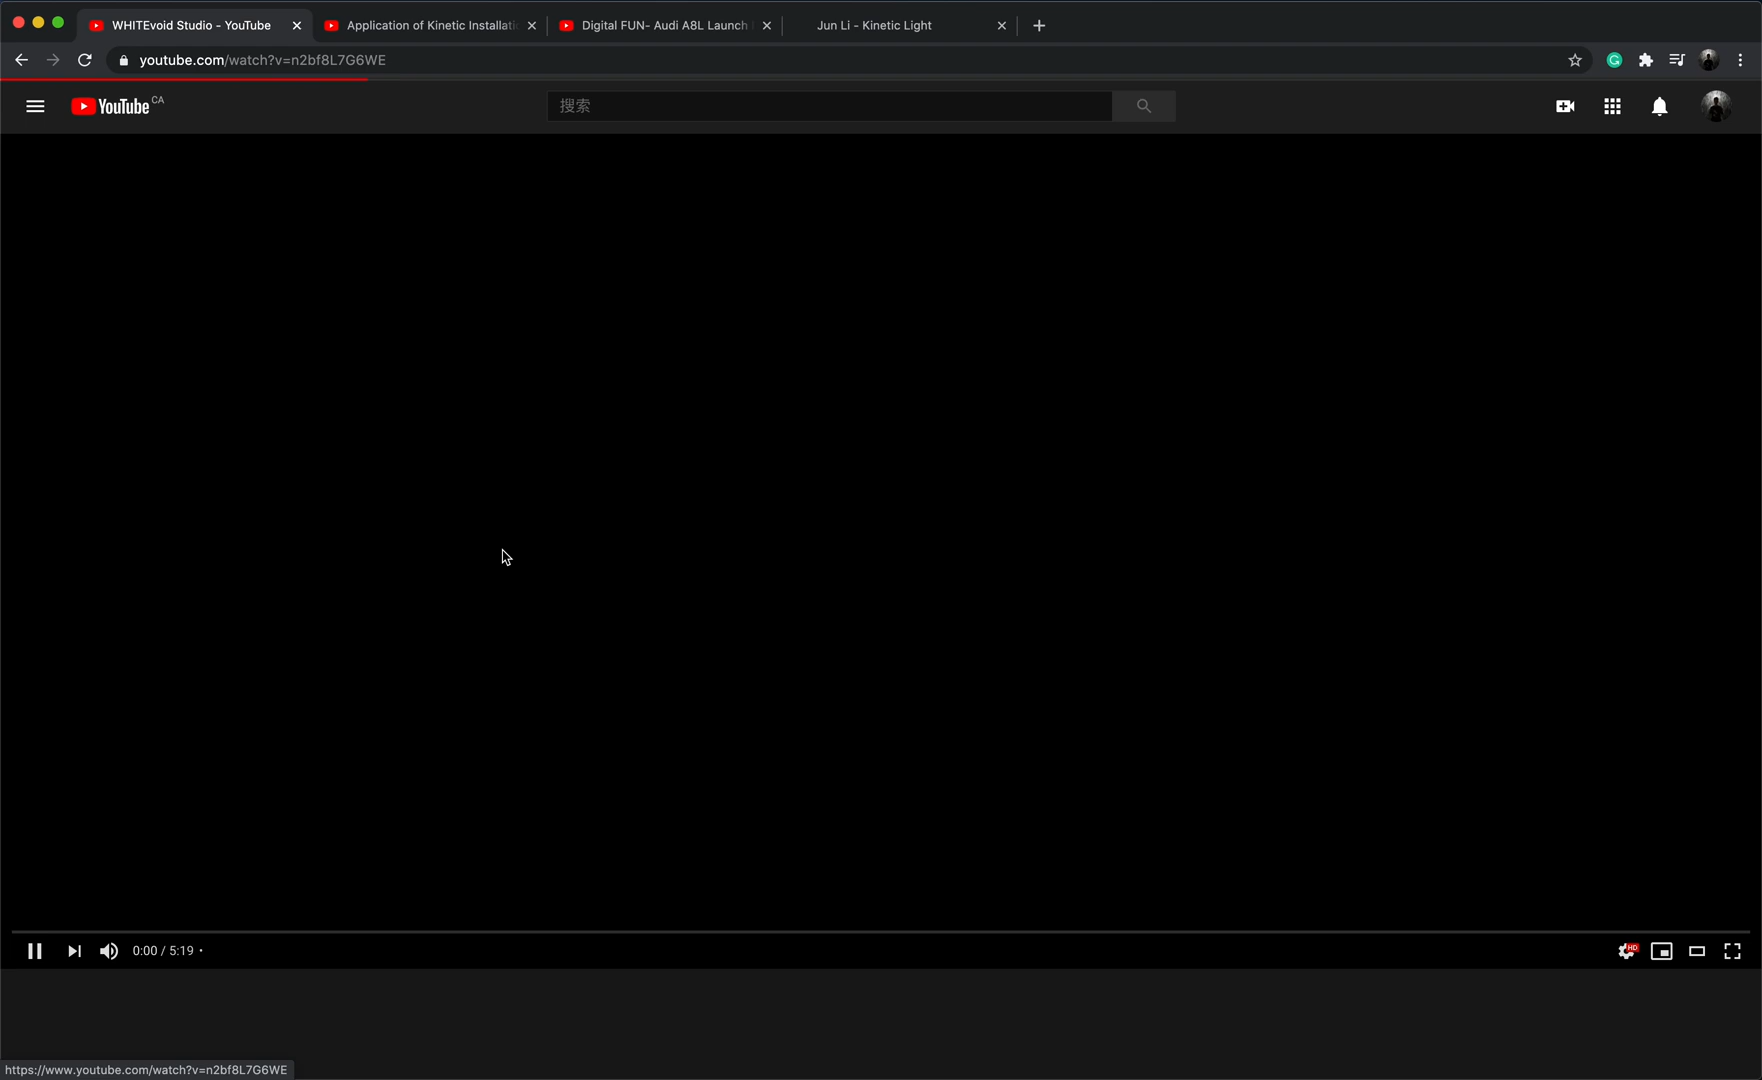 WHITEvoid Studio - YouTube
Application of Kinetic Installati
Digital FUN- Audi A8L Launch
Jun Li - Kinetic Light
youtube.com/watch?v=n2bf8L7G6WE
YouTube CA
搜索
0:00 / 5:19 •
HD
https://www.youtube.com/watch?v=n2bf8L7G6WE